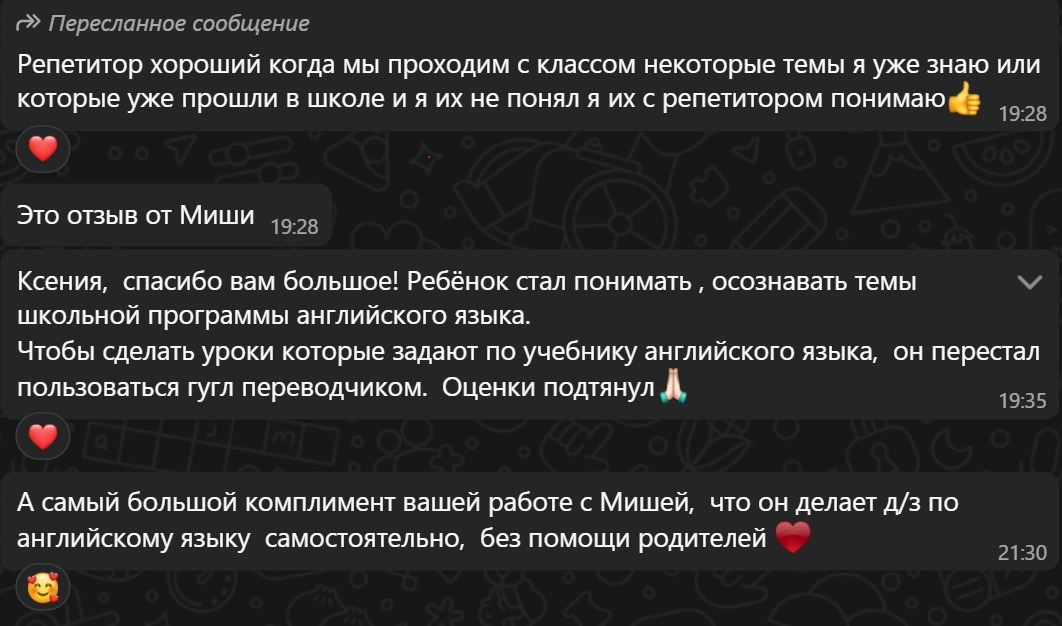 Пересланное сообщение
Репетитор хороший когда мы проходим с классом некоторые темы я уже знаю или
которые уже прошли в школе и я их не понял я их с репетитором понимаю👍
19:28
❤️
Это отзыв от Миши
19:28
Ксения,  спасибо вам большое! Ребёнок стал понимать , осознавать темы
школьной программы английского языка.
Чтобы сделать уроки которые задают по учебнику английского языка,  он перестал
пользоваться гугл переводчиком.  Оценки подтянул🙏🏻
19:35
❤️
А самый большой комплимент вашей работе с Мишей,  что он делает д/з по
английскому языку  самостоятельно,  без помощи родителей ❤️
21:30
🥰